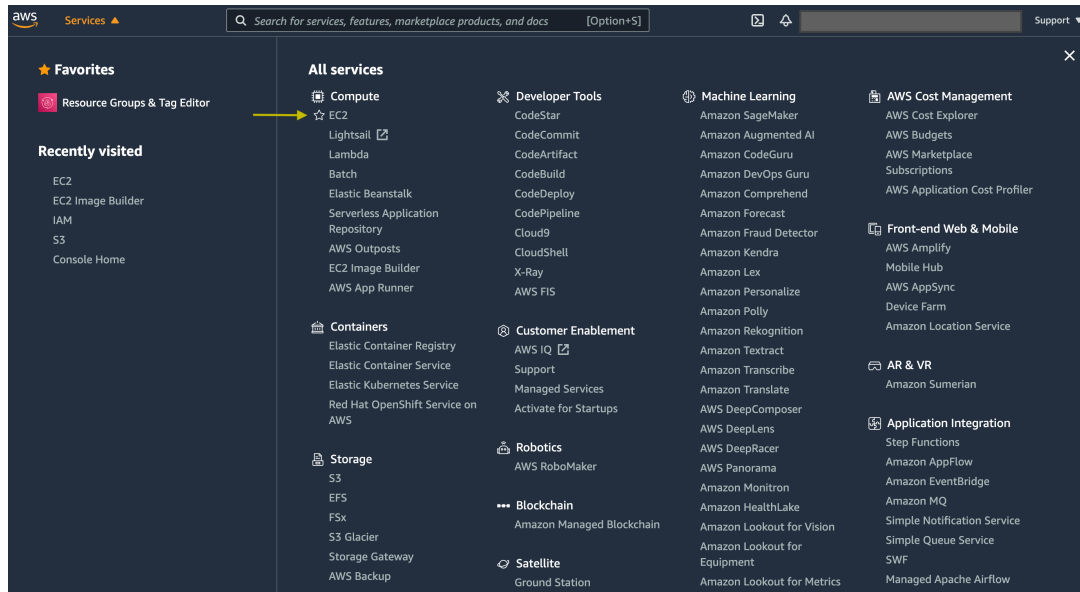 aws
Services
Search for services, features, marketplace products, and docs
[Option+S]
Support
Favorites
Resource Groups & Tag Editor
Recently visited
EC2
EC2 Image Builder
IAM
S3
Console Home
All services
Compute
EC2
Lightsail
Lambda
Batch
Elastic Beanstalk
Serverless Application
Repository
AWS Outposts
EC2 Image Builder
AWS App Runner
Containers
Elastic Container Registry
Elastic Container Service
Elastic Kubernetes Service
Red Hat OpenShift Service on
AWS
Storage
S3
EFS
FSx
S3 Glacier
Storage Gateway
AWS Backup
Developer Tools
CodeStar
CodeCommit
CodeArtifact
CodeBuild
CodeDeploy
CodePipeline
Cloud9
CloudShell
X-Ray
AWS FIS
Customer Enablement
AWS IQ
Support
Managed Services
Activate for Startups
Robotics
AWS RoboMaker
Blockchain
Amazon Managed Blockchain
Satellite
Ground Station
Machine Learning
Amazon SageMaker
Amazon Augmented AI
Amazon CodeGuru
Amazon DevOps Guru
Amazon Comprehend
Amazon Forecast
Amazon Fraud Detector
Amazon Kendra
Amazon Lex
Amazon Personalize
Amazon Polly
Amazon Rekognition
Amazon Textract
Amazon Transcribe
Amazon Translate
AWS DeepComposer
AWS DeepLens
AWS DeepRacer
AWS Panorama
Amazon Monitron
Amazon HealthLake
Amazon Lookout for Vision
Amazon Lookout for
Equipment
Amazon Lookout for Metrics
AWS Cost Management
AWS Cost Explorer
AWS Budgets
AWS Marketplace
Subscriptions
AWS Application Cost Profiler
Front-end Web & Mobile
AWS Amplify
Mobile Hub
AWS AppSync
Device Farm
Amazon Location Service
AR & VR
Amazon Sumerian
Application Integration
Step Functions
Amazon AppFlow
Amazon EventBridge
Amazon MQ
Simple Notification Service
Simple Queue Service
SWF
Managed Apache Airflow